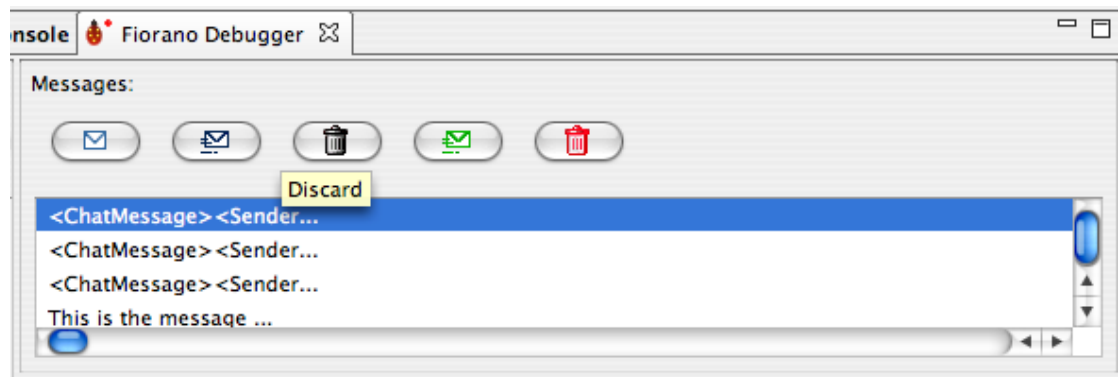 nsole Fiorano Debugger
Messages:
Discard
<ChatMessage><Sender...
<ChatMessage><Sender...
<ChatMessage><Sender...
This is the message ...